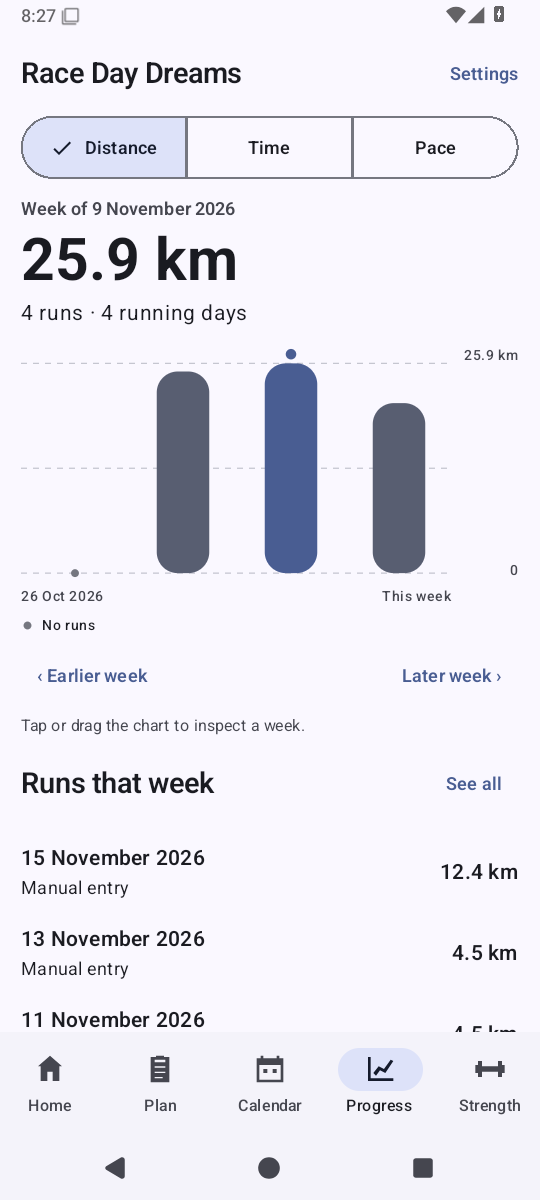 8:27
Race Day Dreams
Settings
Distance
Time
Pace
Week of 9 November 2026
25.9 km
4 runs · 4 running days
25.9 km
0
26 Oct 2026
This week
No runs
‹ Earlier week
Later week ›
Tap or drag the chart to inspect a week.
Runs that week
See all
15 November 2026
12.4 km
Manual entry
13 November 2026
4.5 km
Manual entry
11 November 2026
Home
Plan
Calendar
Progress
Strength